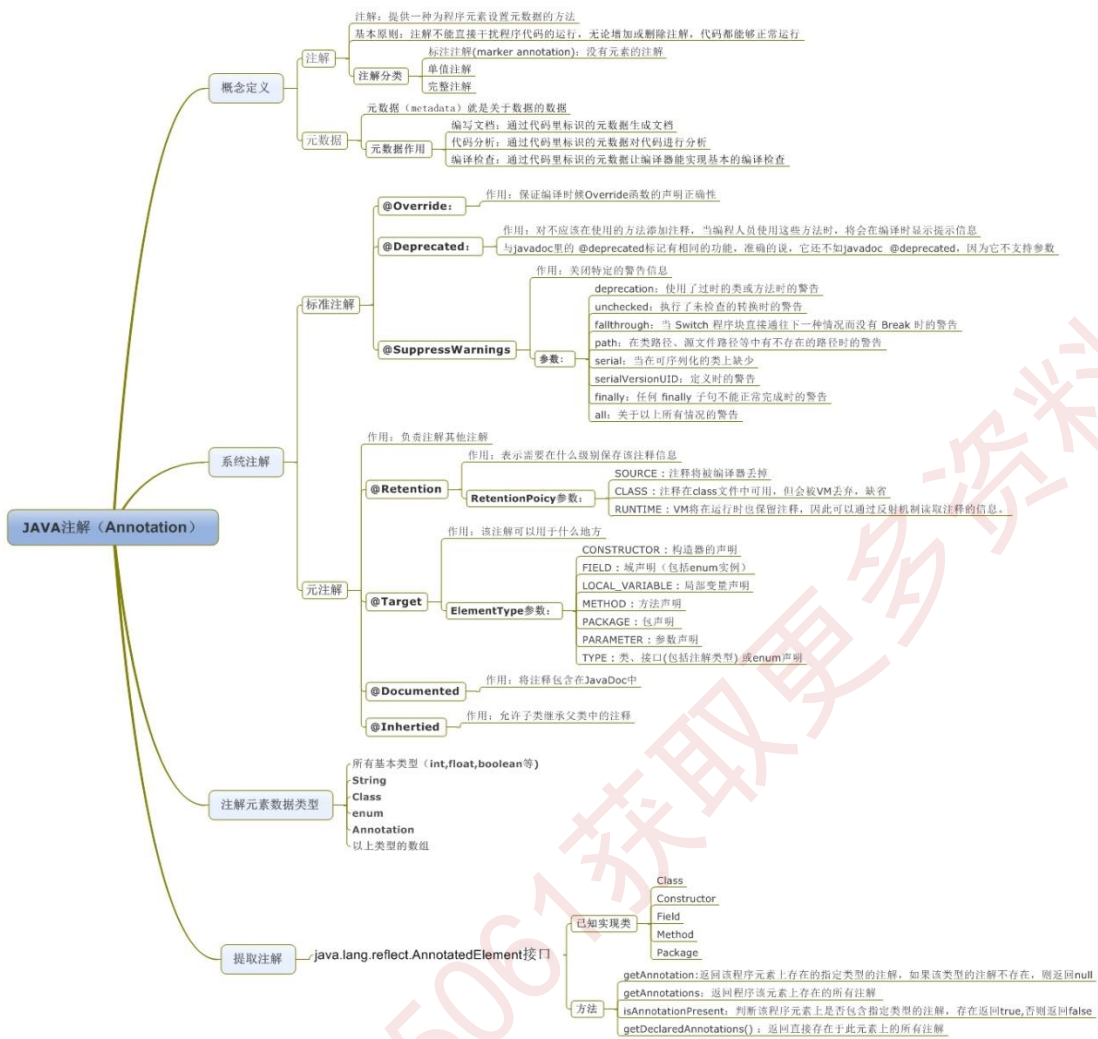 JAVA注解（Annotation）
概念定义
注解
注解：提供一种为程序元素设置元数据的方法
基本原则：注解不能直接干扰程序代码的运行，无论增加或删除注解，代码都能够正常运行
注解分类
标注注解(marker annotation)：没有元素的注解
单值注解
完整注解
元数据
元数据（metadata）就是关于数据的数据
元数据作用
编写文档：通过代码里标识的元数据生成文档
代码分析：通过代码里标识的元数据对代码进行分析
编译检查：通过代码里标识的元数据让编译器能实现基本的编译检查
系统注解
标准注解
@Override：
作用：保证编译时候Override函数的声明正确性
@Deprecated：
作用：对不应该在使用的方法添加注释，当编程人员使用这些方法时，将会在编译时显示提示信息
与javadoc里的 @deprecated标记有相同的功能，准确的说，它还不如javadoc @deprecated，因为它不支持参数
@SuppressWarnings
作用：关闭特定的警告信息
参数：
deprecation：使用了过时的类或方法时的警告
unchecked：执行了未检查的转换时的警告
fallthrough：当 Switch 程序块直接通往下一种情况而没有 Break 时的警告
path：在类路径、源文件路径等中有不存在的路径时的警告
serial：当在可序列化的类上缺少
serialVersionUID：定义时的警告
finally：任何 finally 子句不能正常完成时的警告
all：关于以上所有情况的警告
元注解
作用：负责注解其他注解
@Retention
作用：表示需要在什么级别保存该注释信息
RetentionPoicy参数：
SOURCE：注释将被编译器丢掉
CLASS：注释在class文件中可用，但会被VM丢弃，缺省
RUNTIME：VM将在运行时也保留注释，因此可以通过反射机制读取注释的信息。
@Target
作用：该注解可以用于什么地方
ElementType参数：
CONSTRUCTOR：构造器的声明
FIELD：域声明（包括enum实例）
LOCAL_VARIABLE：局部变量声明
METHOD：方法声明
PACKAGE：包声明
PARAMETER：参数声明
TYPE：类、接口(包括注解类型) 或enum声明
@Documented
作用：将注释包含在JavaDoc中
@Inhertied
作用：允许子类继承父类中的注释
注解元素数据类型
所有基本类型（int,float,boolean等)
String
Class
enum
Annotation
以上类型的数组
提取注解
java.lang.reflect.AnnotatedElement接口
已知实现类
Class
Constructor
Field
Method
Package
方法
getAnnotation:返回该程序元素上存在的指定类型的注解，如果该类型的注解不存在，则返回null
getAnnotations：返回程序该元素上存在的所有注解
isAnnotationPresent：判断该程序元素上是否包含指定类型的注解，存在返回true,否则返回false
getDeclaredAnnotations()：返回直接存在于此元素上的所有注解
5061获取更多资料